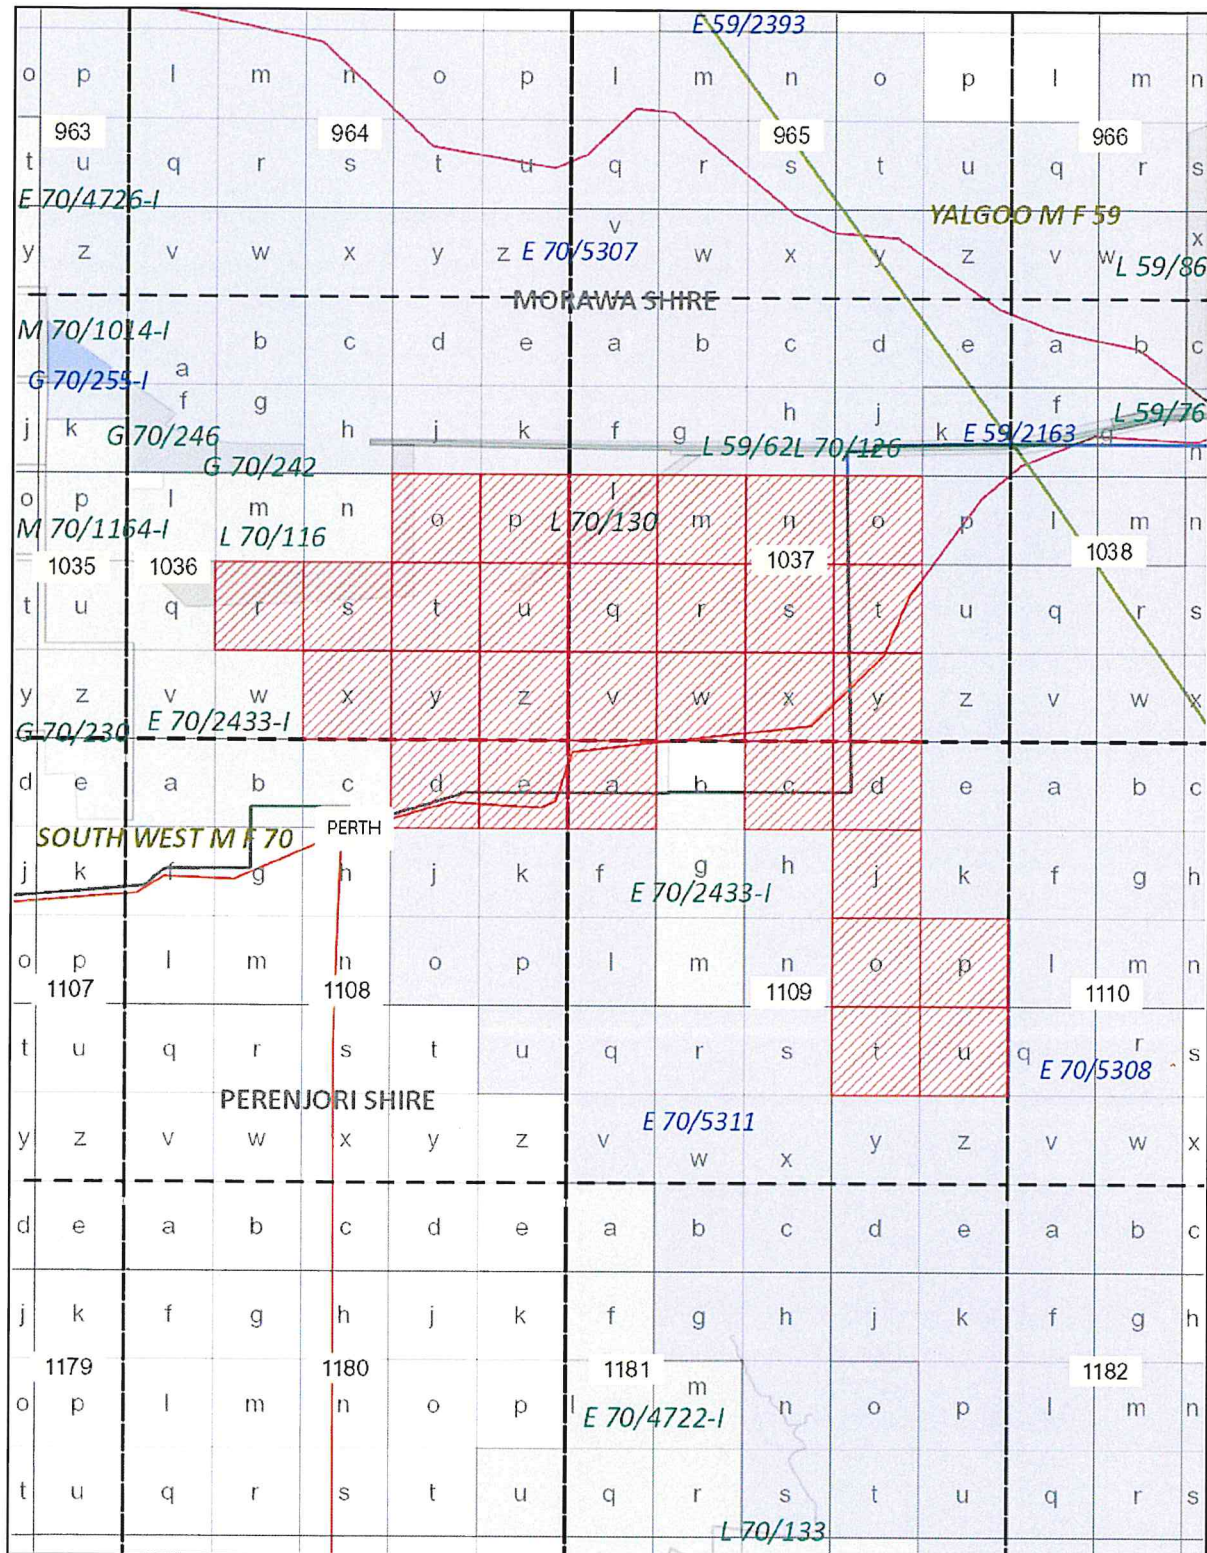 E 59/2393
o p l m n o p l m n o p l m n
963 964 965 966
t u q r s t u q r s t u q r s
E 70/4726-I
YALGOO M F 59
y z v w x y z E 70/5307 v w x y z v w x
L 59/86
MORAWA SHIRE
M 70/1014-I
a b c d e a b c d e a b c
G 70/255-I
L 59/76
j k f g h j k f g h j k f g n
G 70/246 L 59/62 L 70/126 E 59/2163
G 70/242
o p l m n o p l m n o p l m n
M 70/1164-I L 70/116 L 70/130
1035 1036 1037 1038
t u q r s t u q r s t u q r s
y z v w x y z v w x y z v w x
G 70/230 E 70/2433-I
d e a b c d e a b c d e a b c
PERTH
SOUTH WEST M F 70
j k f g h j k f g h j k f g h
E 70/2433-I
o p l m n o p l m n o p l m n
1107 1108 1109 1110
t u q r s t u q r s t u q r s
E 70/5308
PERENJORI SHIRE
E 70/5311
y z v w x y z v w x y z v w x
d e a b c d e a b c d e a b c
j k f g h j k f g h j k f g h
1179 1180 1181 1182
o p l m n o p l m n o p l m n
E 70/4722-I
t u q r s t u q r s t u q r s
L 70/133